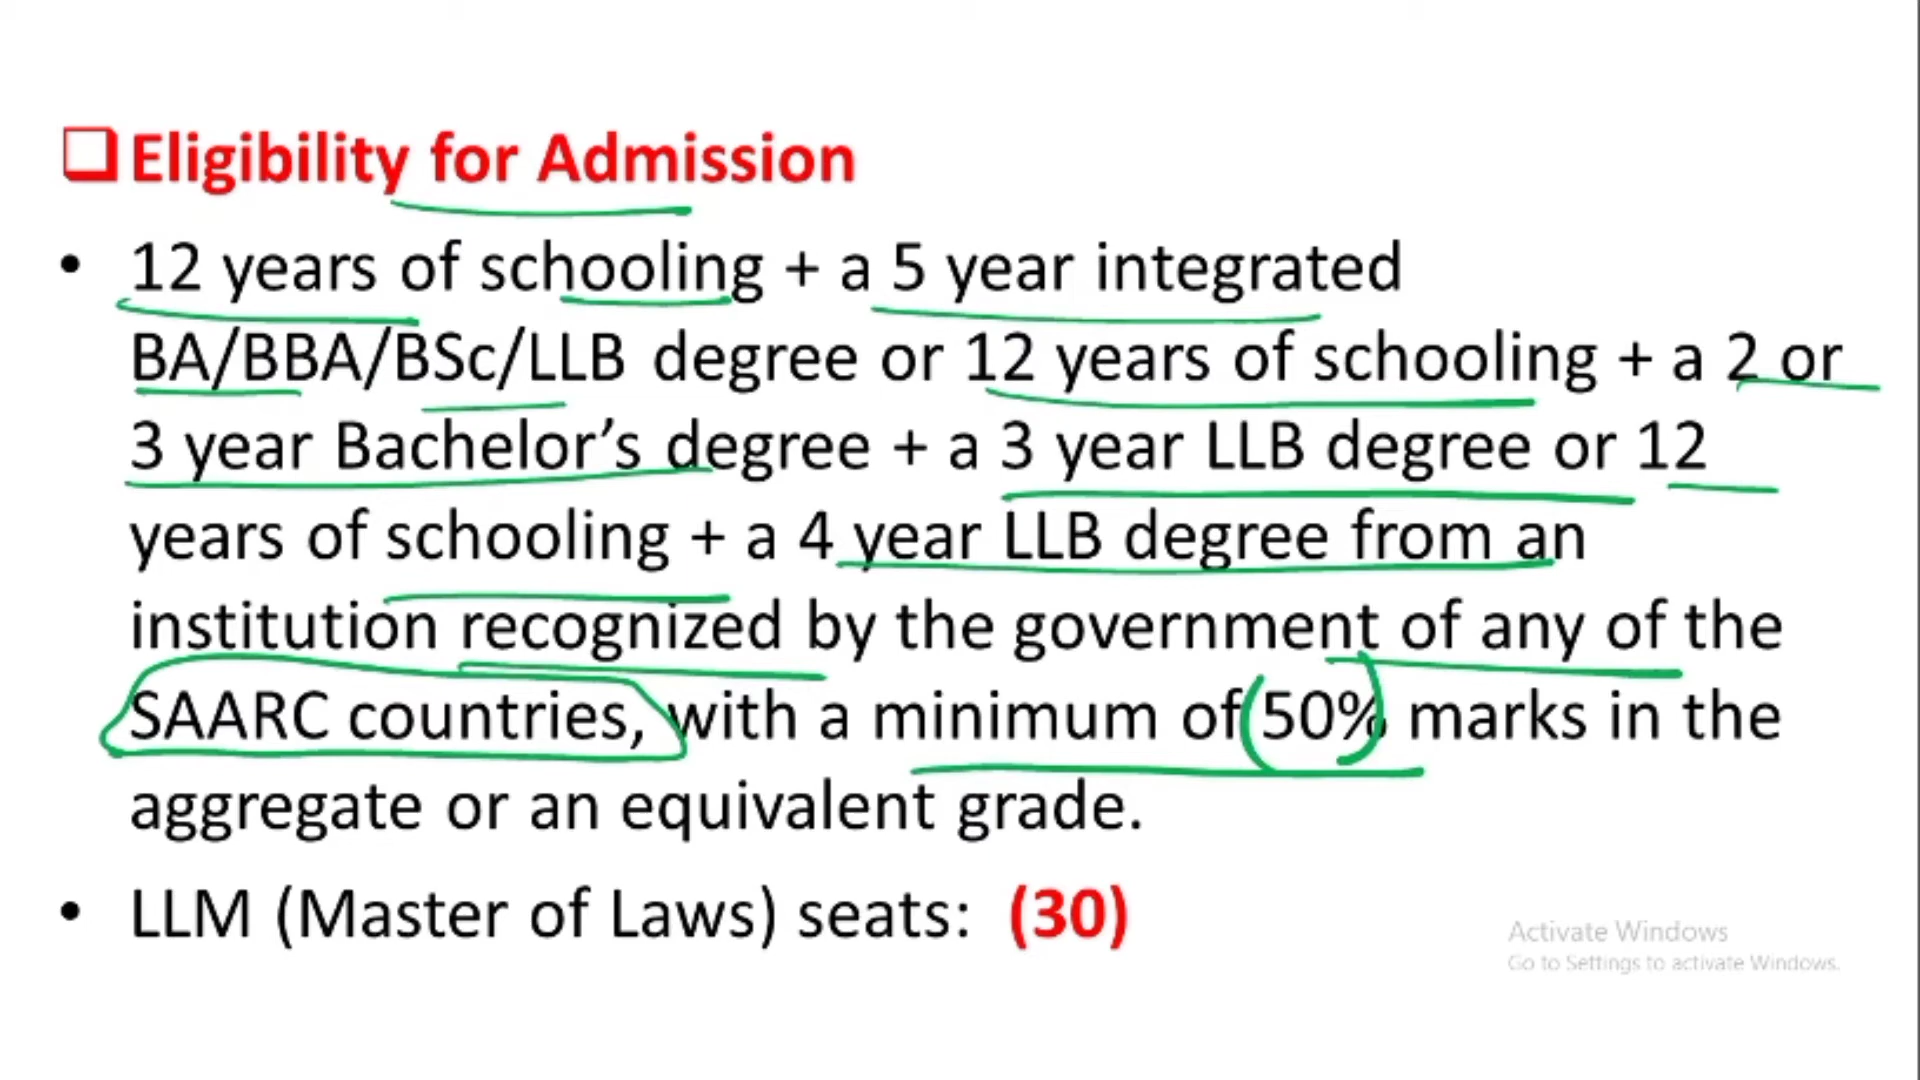 Eligibility for Admission
• 12 years of schooling + a 5 year integrated
BA/BBA/BSc/LLB degree or 12 years of schooling + a 2 or
3 year Bachelor’s degree + a 3 year LLB degree or 12
years of schooling + a 4 year LLB degree from an
institution recognized by the government of any of the
SAARC countries, with a minimum of 50% marks in the
aggregate or an equivalent grade.
• LLM (Master of Laws) seats: (30)
Activate Windows
Go to Settings to activate Windows.